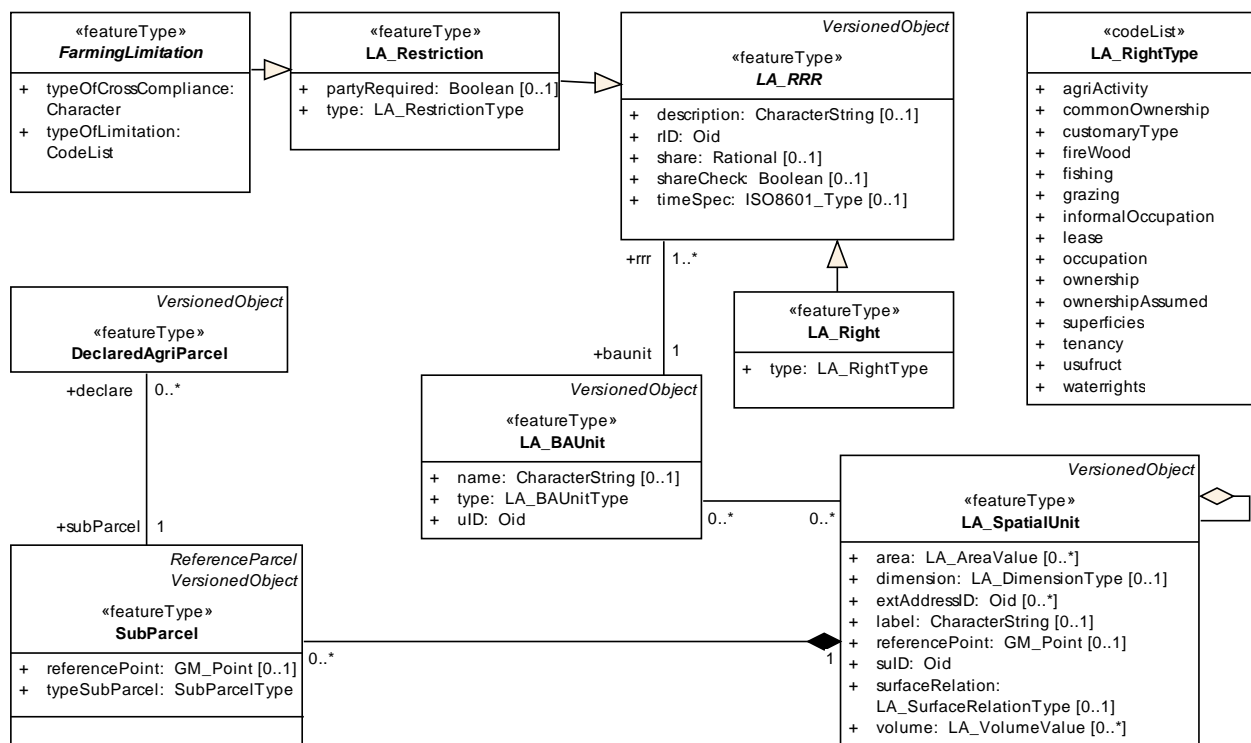 «featureType»
FarmingLimitation
+ typeOfCrossCompliance:
Character
+ typeOfLimitation:
CodeList
«featureType»
LA_Restriction
+ partyRequired: Boolean [0..1]
+ type: LA_RestrictionType
VersionedObject
«featureType»
LA_RRR
+ description: CharacterString [0..1]
+ rID: Oid
+ share: Rational [0..1]
+ shareCheck: Boolean [0..1]
+ timeSpec: ISO8601_Type [0..1]
«codeList»
LA_RightType
+ agriActivity
+ commonOwnership
+ customaryType
+ fireWood
+ fishing
+ grazing
+ informalOccupation
+ lease
+ occupation
+ ownership
+ ownershipAssumed
+ superficies
+ tenancy
+ usufruct
+ waterrights
+rrr 1..*
+baunit 1
«featureType»
LA_Right
+ type: LA_RightType
VersionedObject
«featureType»
DeclaredAgriParcel
+declare 0..*
+subParcel 1
VersionedObject
«featureType»
LA_BAUnit
+ name: CharacterString [0..1]
+ type: LA_BAUnitType
+ uID: Oid
0..* 0..*
VersionedObject
«featureType»
LA_SpatialUnit
+ area: LA_AreaValue [0..*]
+ dimension: LA_DimensionType [0..1]
+ extAddressID: Oid [0..*]
+ label: CharacterString [0..1]
+ referencePoint: GM_Point [0..1]
+ suID: Oid
+ surfaceRelation:
LA_SurfaceRelationType [0..1]
+ volume: LA_VolumeValue [0..*]
ReferenceParcel
VersionedObject
«featureType»
SubParcel
+ referencePoint: GM_Point [0..1]
+ typeSubParcel: SubParcelType
0..* 1